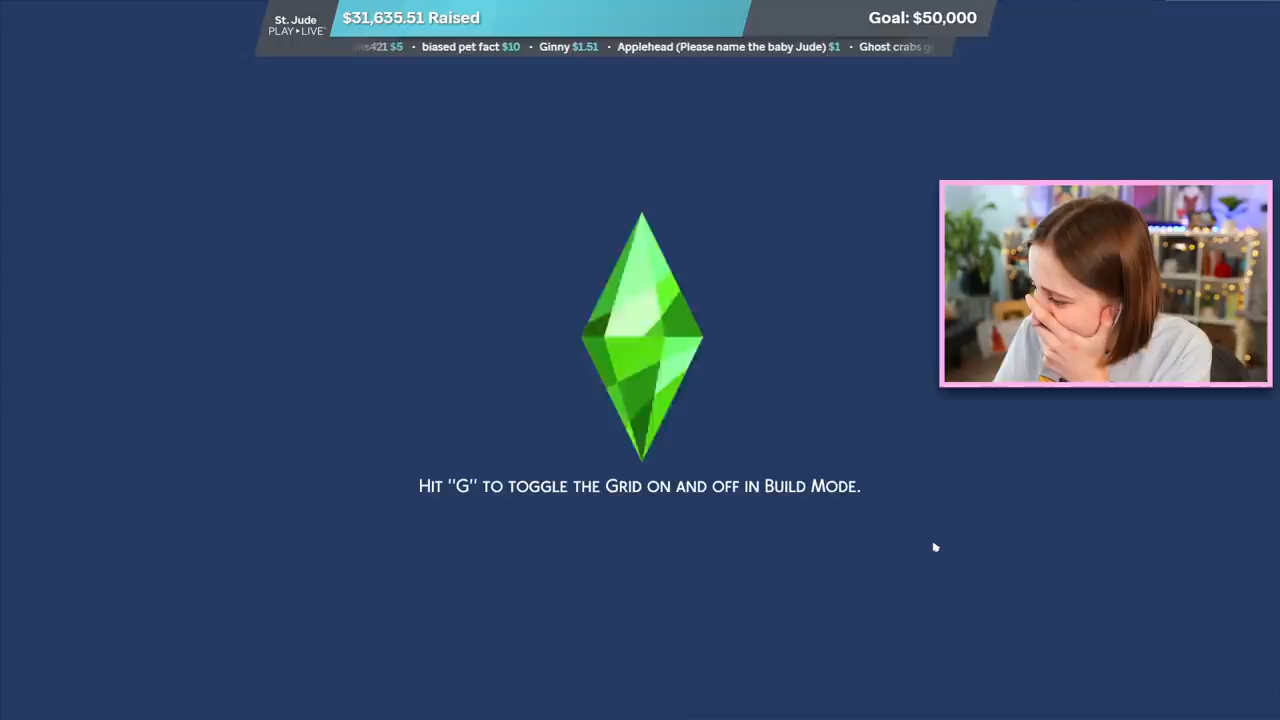 St. Jude
PLAY LIVE
$31,635.51 Raised
Goal: $50,000
421 $5 · biased pet fact $10 · Ginny $1.51 · Applehead (Please name the baby Jude) $1 · Ghost crabs
Hit "G" to toggle the Grid on and off in Build Mode.